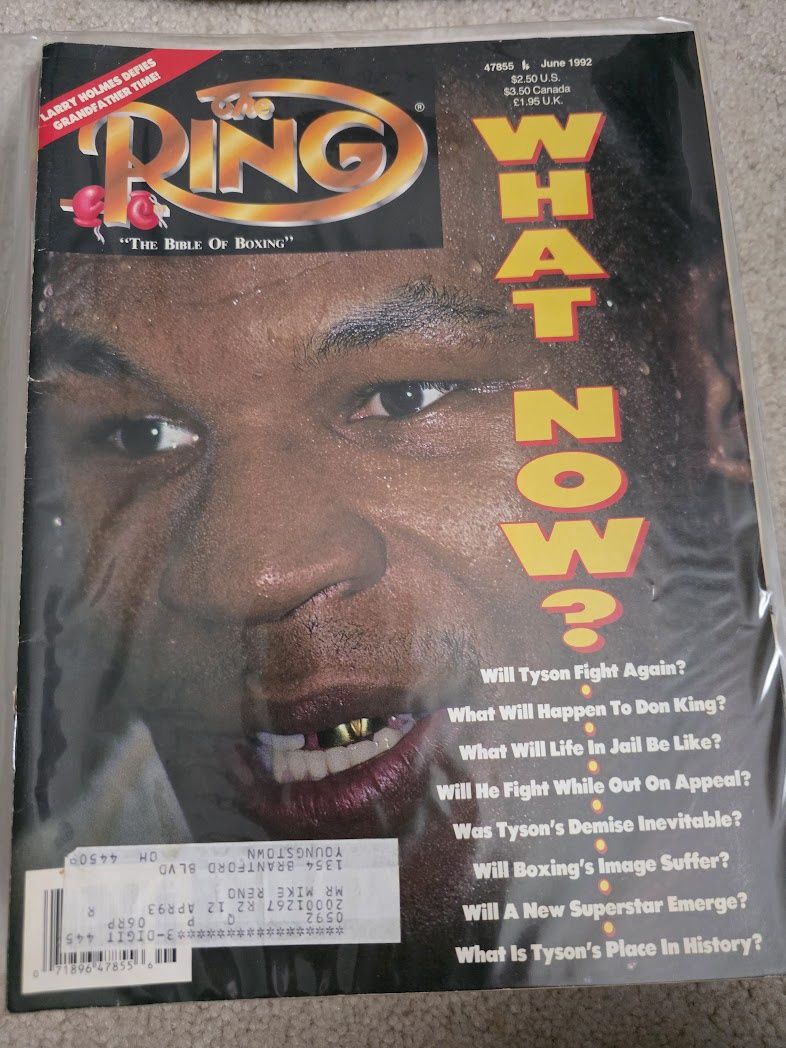 LARRY HOLMES DEFIES
GRANDFATHER TIME!
The
RING®
"THE BIBLE OF BOXING"
47855 June 1992
$2.50 U.S.
$3.50 Canada
£1.95 U.K.
WHAT
NOW?
Will Tyson Fight Again?
What Will Happen To Don King?
What Will Life In Jail Be Like?
Will He Fight While Out On Appeal?
Was Tyson's Demise Inevitable?
Will Boxing's Image Suffer?
Will A New Superstar Emerge?
What Is Tyson's Place In History?
3-DIGIT 445
0592 Q P 06RP
20001267 R2 12 APR93 R
MR MIKE RENO
1354 BRANTFORD BLVD
YOUNGSTOWN OH 44509
0 71896 47855 6